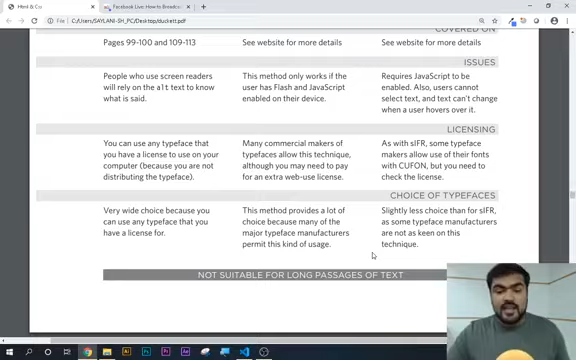 Html & Css
Facebook Live: How to Broadcas
File
C:/Users/SAYLANI-SH_PC/Desktop/duckett.pdf
COVERED ON
Pages 99-100 and 109-113
See website for more details
See website for more details
ISSUES
People who use screen readers
will rely on the alt text to know
what is said.
This method only works if the
user has Flash and JavaScript
enabled on their device.
Requires JavaScript to be
enabled. Also, users cannot
select text, and text can't change
when a user hovers over it.
LICENSING
You can use any typeface that
you have a license to use on your
computer (because you are not
distributing the typeface).
Many commercial makers of
typefaces allow this technique,
although you may need to pay
for an extra web-use license.
As with sIFR, some typeface
makers allow use of their fonts
with CUFON, but you need to
check the license.
CHOICE OF TYPEFACES
Very wide choice because you
can use any typeface that you
have a license for.
This method provides a lot of
choice because many of the
major typeface manufacturers
permit this kind of usage.
Slightly less choice than for sIFR,
as some typeface manufacturers
are not as keen on this
technique.
NOT SUITABLE FOR LONG PASSAGES OF TEXT